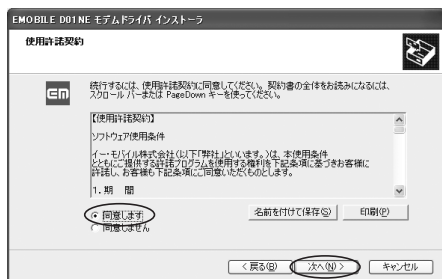 EMOBILE D01NE モデムドライバ インストーラ
使用許諾契約
続行するには、使用許諾契約に同意してください。契約書の全体をお読みになるには、
スクロール バーまたは PageDown キーを使ってください。
【使用許諾契約】
ソフトウェア使用条件
イー・モバイル株式会社(以下「弊社」といいます。)は、本使用条件
とともにご提供する許諾プログラムを使用する権利を下記条項に基づきお客様に
許諾し、お客様も下記条項にご同意いただくものとします。
1.期 間
同意します
同意しません
名前を付けて保存(S)
印刷(P)
< 戻る(B)
次へ(N) >
キャンセル